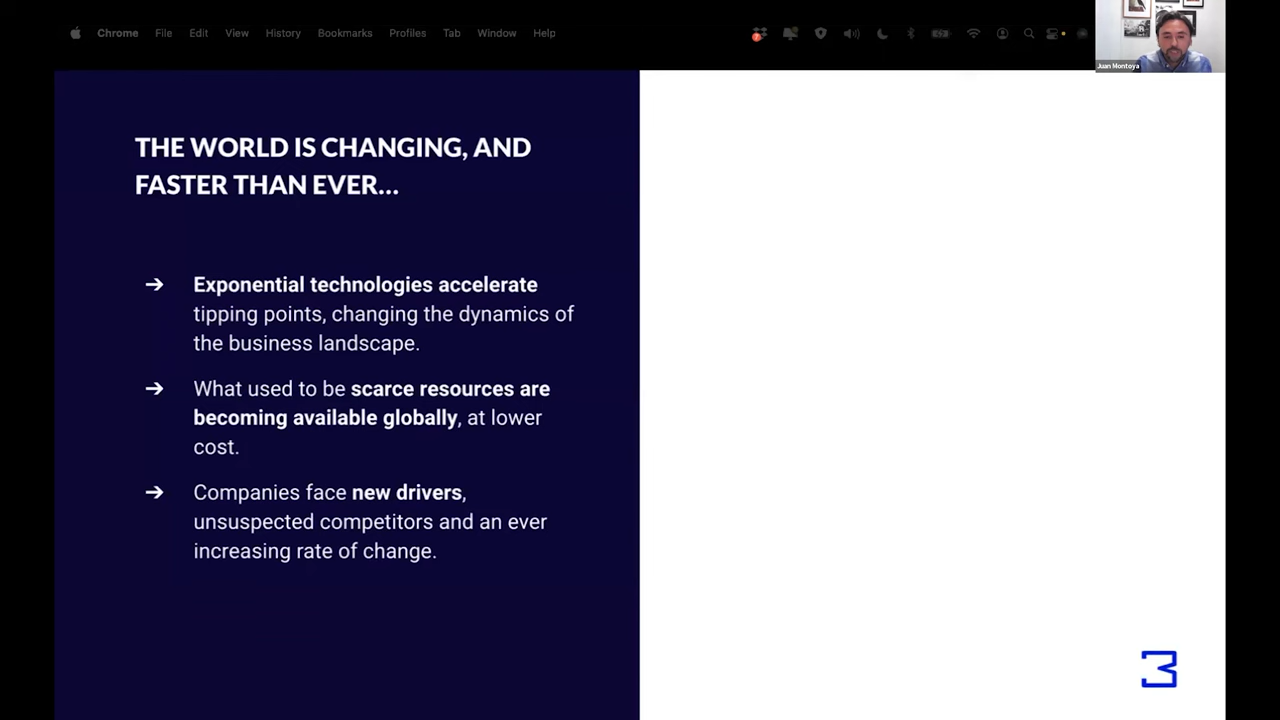 Chrome File Edit View History Bookmarks Profiles Tab Window Help
Juan Montoya
THE WORLD IS CHANGING, AND
FASTER THAN EVER...
➔ Exponential technologies accelerate
tipping points, changing the dynamics of
the business landscape.
➔ What used to be scarce resources are
becoming available globally, at lower
cost.
➔ Companies face new drivers,
unsuspected competitors and an ever
increasing rate of change.
3